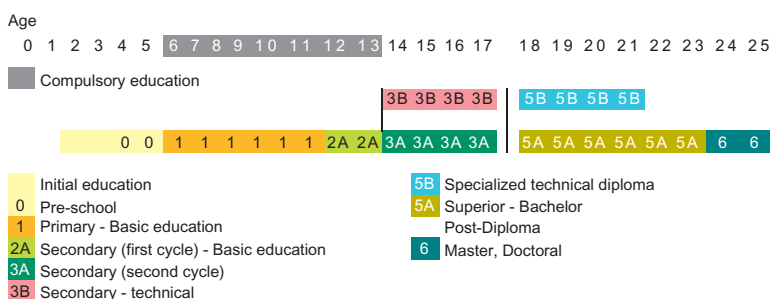 Age
0 1 2 3 4 5 6 7 8 9 10 11 12 13 14 15 16 17 18 19 20 21 22 23 24 25
Compulsory education
3B 3B 3B 3B 5B 5B 5B 5B
0 0 1 1 1 1 1 1 2A 2A 3A 3A 3A 3A 5A 5A 5A 5A 5A 5A 6 6
Initial education
0 Pre-school
1 Primary - Basic education
2A Secondary (first cycle) - Basic education
3A Secondary (second cycle)
3B Secondary - technical
5B Specialized technical diploma
5A Superior - Bachelor
Post-Diploma
6 Master, Doctoral